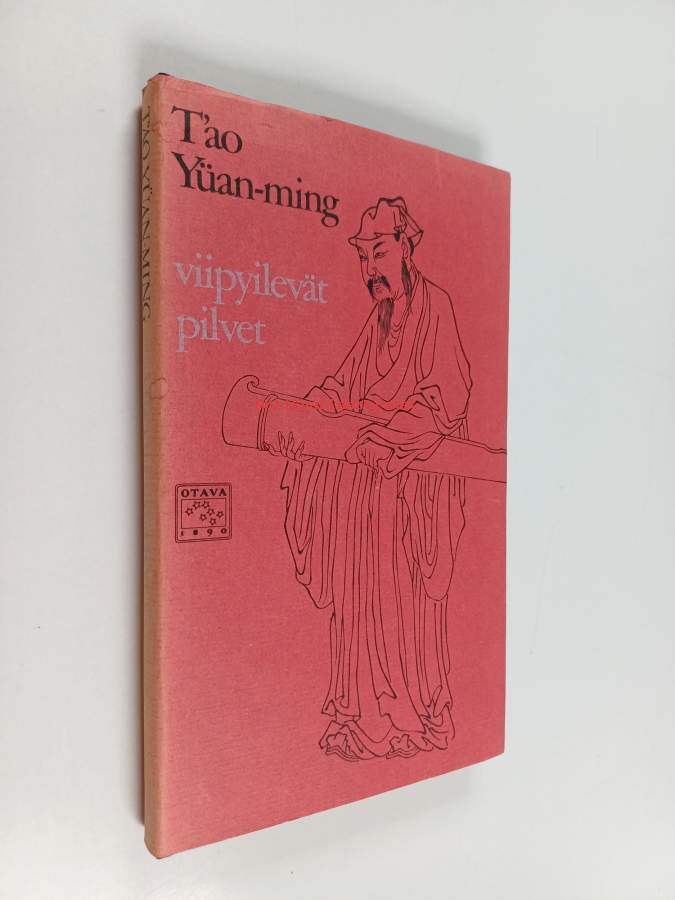 T'ao
Yüan-ming
viipyilevät
pilvet
OTAVA
1890
T'AO YÜAN-MING